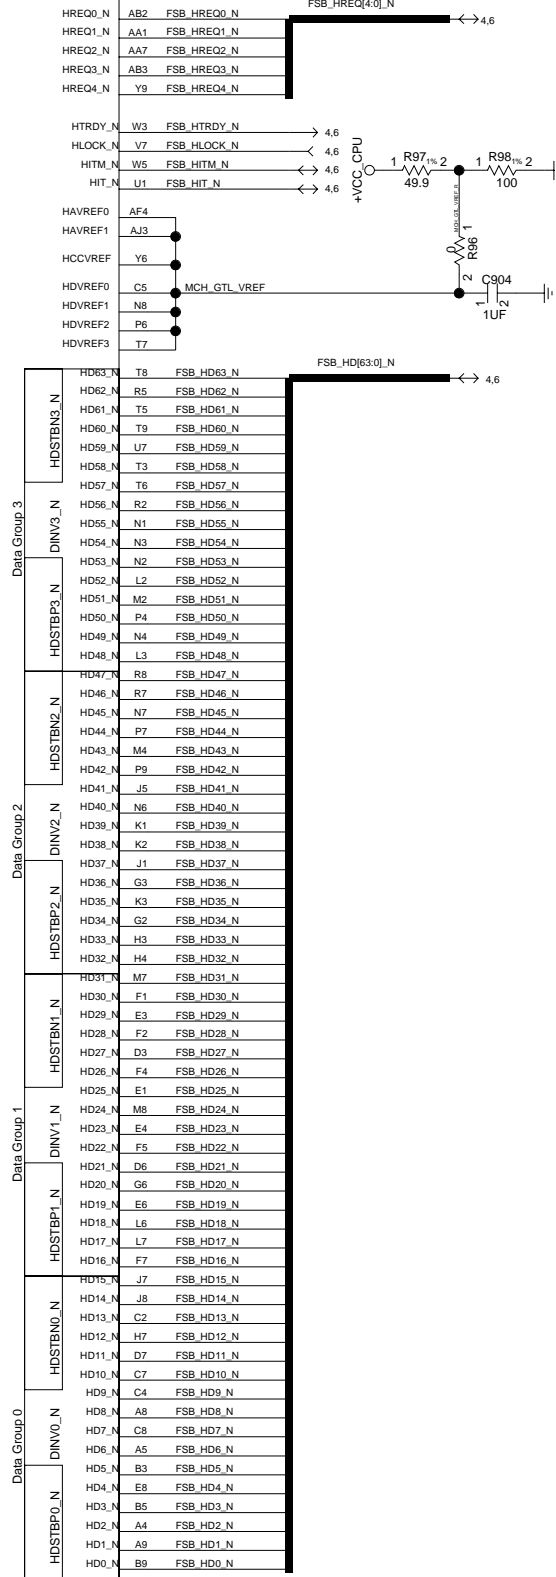 FSB_HREQ[4:0]_N
HREQ0_N AB2 FSB_HREQ0_N 4,6
HREQ1_N AA1 FSB_HREQ1_N
HREQ2_N AA7 FSB_HREQ2_N
HREQ3_N AB3 FSB_HREQ3_N
HREQ4_N Y9 FSB_HREQ4_N
HTRDY_N W3 FSB_HTRDY_N 4,6
HLOCK_N V7 FSB_HLOCK_N 4,6
HITM_N W5 FSB_HITM_N 4,6
HIT_N U1 FSB_HIT_N 4,6
+VCC_CPU
1 R97 1% 2
49.9
1 R98 1% 2
100
MCH_GTL_VREF_R
1
0
R96
2
HAVREF0 AF4
HAVREF1 AJ3
HCCVREF Y6
HDVREF0 C5 MCH_GTL_VREF
HDVREF1 N8
HDVREF2 P6
HDVREF3 T7
C904
1 2
1UF
FSB_HD[63:0]_N
4,6
HD63_N T8 FSB_HD63_N
HD62_N R5 FSB_HD62_N
HD61_N T5 FSB_HD61_N
HD60_N T9 FSB_HD60_N
HD59_N U7 FSB_HD59_N
HD58_N T3 FSB_HD58_N
HD57_N T6 FSB_HD57_N
HD56_N R2 FSB_HD56_N
HD55_N N1 FSB_HD55_N
HD54_N N3 FSB_HD54_N
HD53_N N2 FSB_HD53_N
HD52_N L2 FSB_HD52_N
HD51_N M2 FSB_HD51_N
HD50_N P4 FSB_HD50_N
HD49_N N4 FSB_HD49_N
HD48_N L3 FSB_HD48_N
Data Group 3
HDSTBN3_N
DINV3_N
HDSTBP3_N
HD47_N R8 FSB_HD47_N
HD46_N R7 FSB_HD46_N
HD45_N N7 FSB_HD45_N
HD44_N P7 FSB_HD44_N
HD43_N M4 FSB_HD43_N
HD42_N P9 FSB_HD42_N
HD41_N J5 FSB_HD41_N
HD40_N N6 FSB_HD40_N
HD39_N K1 FSB_HD39_N
HD38_N K2 FSB_HD38_N
HD37_N J1 FSB_HD37_N
HD36_N G3 FSB_HD36_N
HD35_N K3 FSB_HD35_N
HD34_N G2 FSB_HD34_N
HD33_N H3 FSB_HD33_N
HD32_N H4 FSB_HD32_N
Data Group 2
HDSTBN2_N
DINV2_N
HDSTBP2_N
HD31_N M7 FSB_HD31_N
HD30_N F1 FSB_HD30_N
HD29_N E3 FSB_HD29_N
HD28_N F2 FSB_HD28_N
HD27_N D3 FSB_HD27_N
HD26_N F4 FSB_HD26_N
HD25_N E1 FSB_HD25_N
HD24_N M8 FSB_HD24_N
HD23_N E4 FSB_HD23_N
HD22_N F5 FSB_HD22_N
HD21_N D6 FSB_HD21_N
HD20_N G6 FSB_HD20_N
HD19_N E6 FSB_HD19_N
HD18_N L6 FSB_HD18_N
HD17_N L7 FSB_HD17_N
HD16_N F7 FSB_HD16_N
Data Group 1
HDSTBN1_N
DINV1_N
HDSTBP1_N
HD15_N J7 FSB_HD15_N
HD14_N J8 FSB_HD14_N
HD13_N C2 FSB_HD13_N
HD12_N H7 FSB_HD12_N
HD11_N D7 FSB_HD11_N
HD10_N C7 FSB_HD10_N
HD9_N C4 FSB_HD9_N
HD8_N A8 FSB_HD8_N
HD7_N C8 FSB_HD7_N
HD6_N A5 FSB_HD6_N
HD5_N B3 FSB_HD5_N
HD4_N E8 FSB_HD4_N
HD3_N B5 FSB_HD3_N
HD2_N A4 FSB_HD2_N
HD1_N A9 FSB_HD1_N
HD0_N B9 FSB_HD0_N
Data Group 0
HDSTBN0_N
DINV0_N
HDSTBP0_N